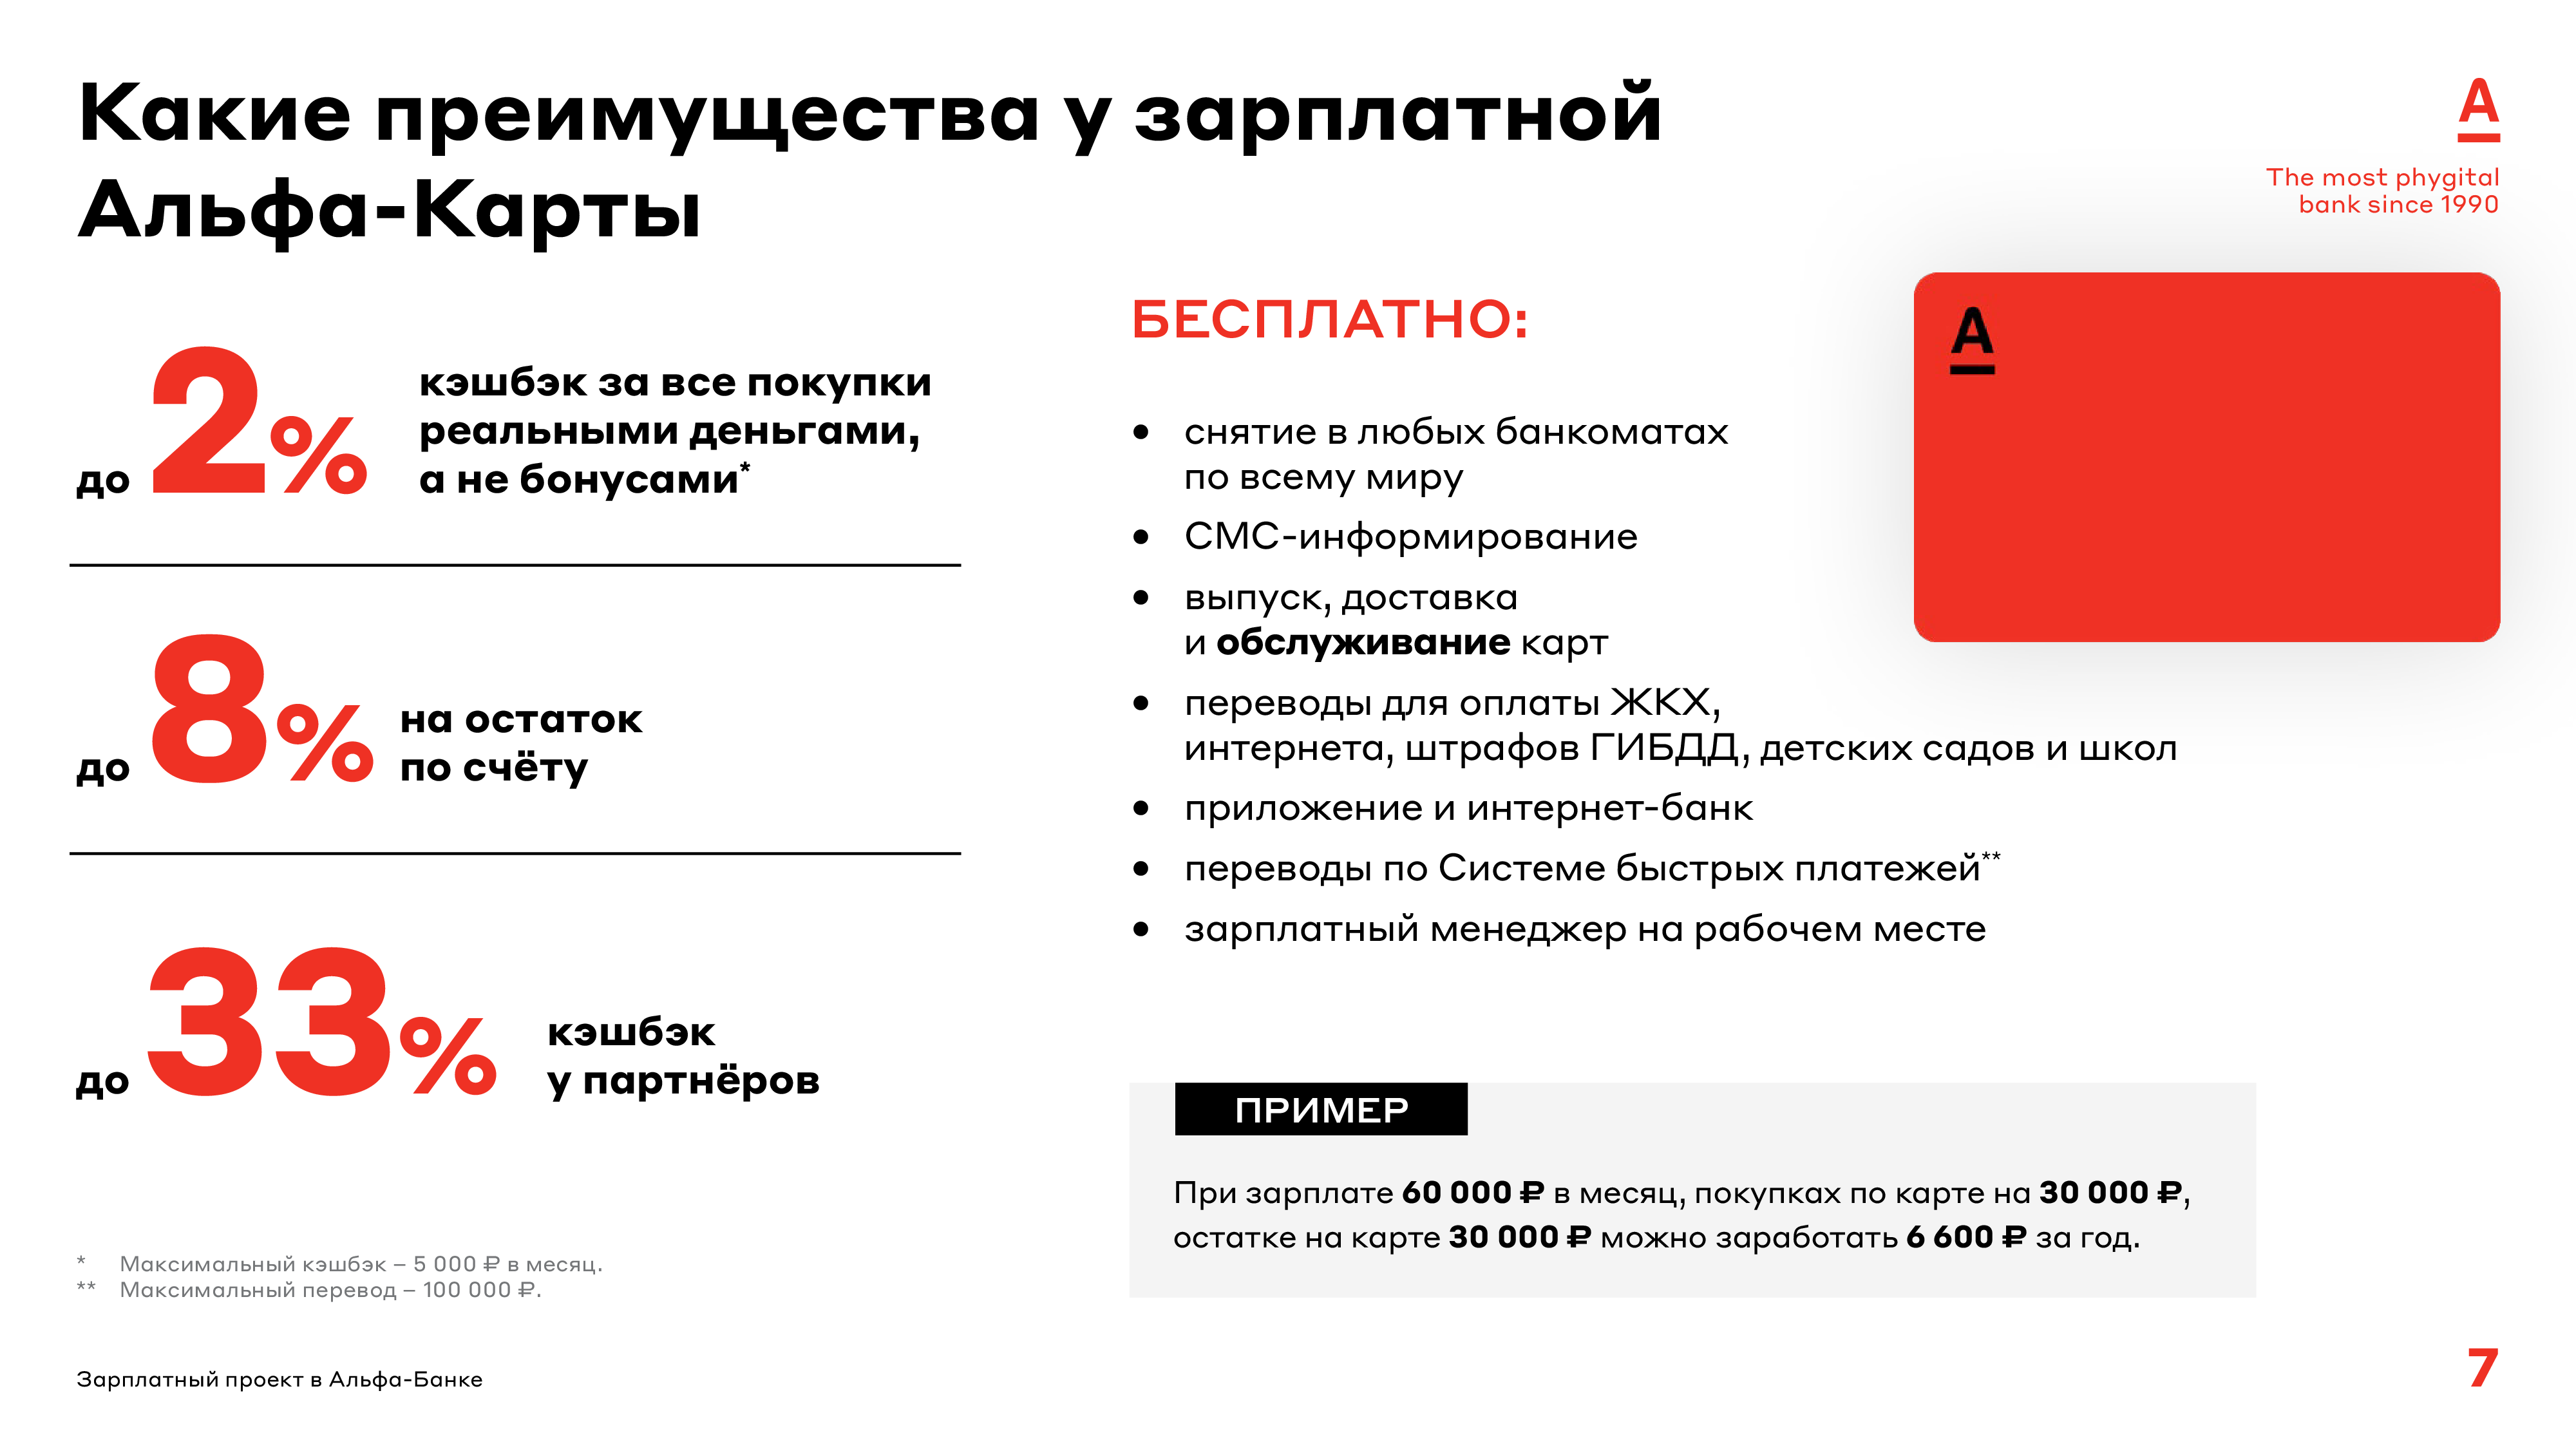 Какие преимущества у зарплатной
Альфа-Карты
А
The most phygital
bank since 1990
до 2% кэшбэк за все покупки
реальными деньгами,
а не бонусами*
до 8% на остаток
по счёту
до 33% кэшбэк
у партнёров
* Максимальный кэшбэк – 5 000 ₽ в месяц.
** Максимальный перевод – 100 000 ₽.
БЕСПЛАТНО:
• снятие в любых банкоматах
по всему миру
• СМС-информирование
• выпуск, доставка
и обслуживание карт
• переводы для оплаты ЖКХ,
интернета, штрафов ГИБДД, детских садов и школ
• приложение и интернет-банк
• переводы по Системе быстрых платежей**
• зарплатный менеджер на рабочем месте
А
ПРИМЕР
При зарплате 60 000 ₽ в месяц, покупках по карте на 30 000 ₽,
остатке на карте 30 000 ₽ можно заработать 6 600 ₽ за год.
Зарплатный проект в Альфа-Банке
7